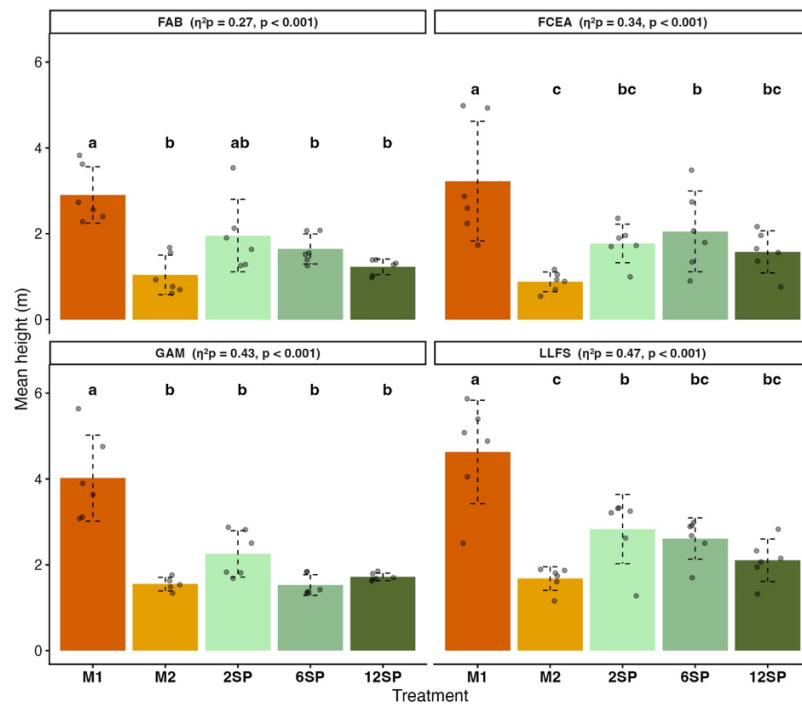 FAB (η²p = 0.27, p < 0.001)
FCEA (η²p = 0.34, p < 0.001)
6
4
2
0
a b ab b b
a c bc b bc
GAM (η²p = 0.43, p < 0.001)
LLFS (η²p = 0.47, p < 0.001)
6
4
2
0
a b b b b
a c b bc bc
Mean height (m)
M1 M2 2SP 6SP 12SP
M1 M2 2SP 6SP 12SP
Treatment